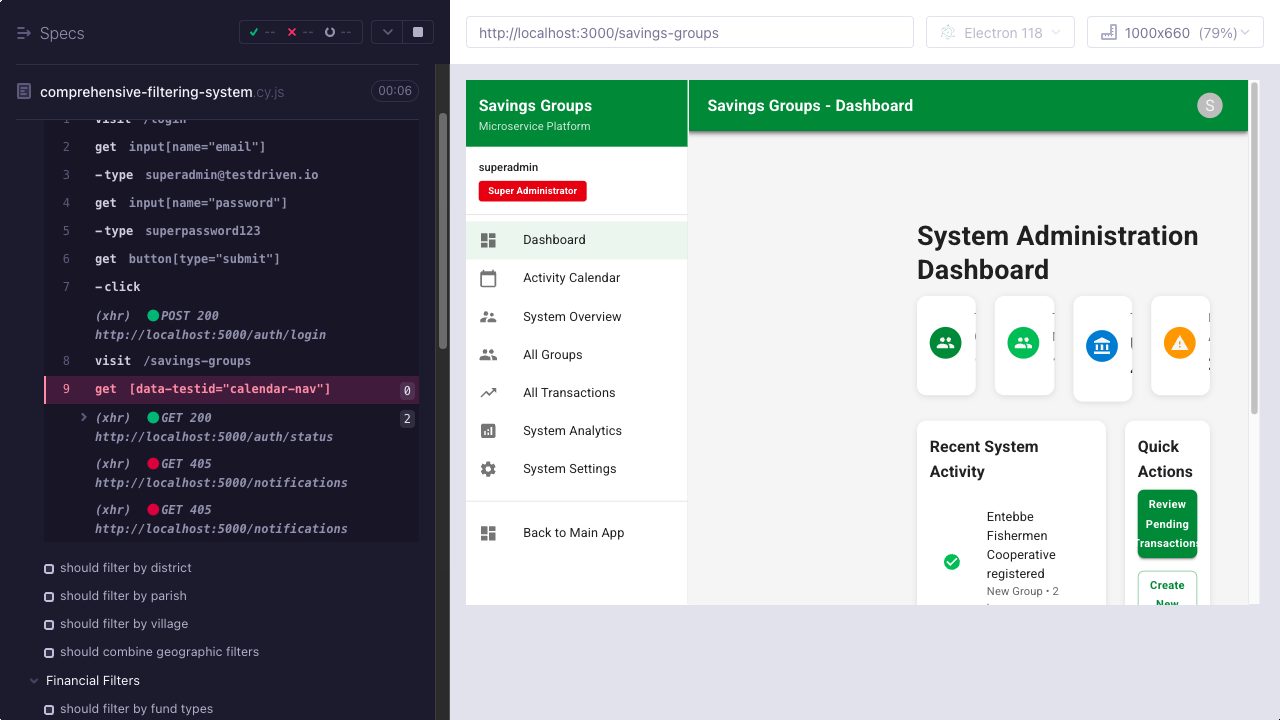 Specs
--
--
--
http://localhost:3000/savings-groups
Electron 118
1000x660 (79%)
comprehensive-filtering-system.cy.js
00:06
1 visit /login
2 get input[name="email"]
3 -type superadmin@testdriven.io
4 get input[name="password"]
5 -type superpassword123
6 get button[type="submit"]
7 -click
(xhr) POST 200
http://localhost:5000/auth/login
8 visit /savings-groups
9 get [data-testid="calendar-nav"] 0
(xhr) GET 200 2
http://localhost:5000/auth/status
(xhr) GET 405
http://localhost:5000/notifications
(xhr) GET 405
http://localhost:5000/notifications
should filter by district
should filter by parish
should filter by village
should combine geographic filters
Financial Filters
should filter by fund types
Savings Groups
Microservice Platform
superadmin
Super Administrator
Dashboard
Activity Calendar
System Overview
All Groups
All Transactions
System Analytics
System Settings
Back to Main App
Savings Groups - Dashboard
S
System Administration
Dashboard
Recent System
Activity
Entebbe
Fishermen
Cooperative
registered
New Group • 2
Quick
Actions
Review
Pending
Transactions
Create
New